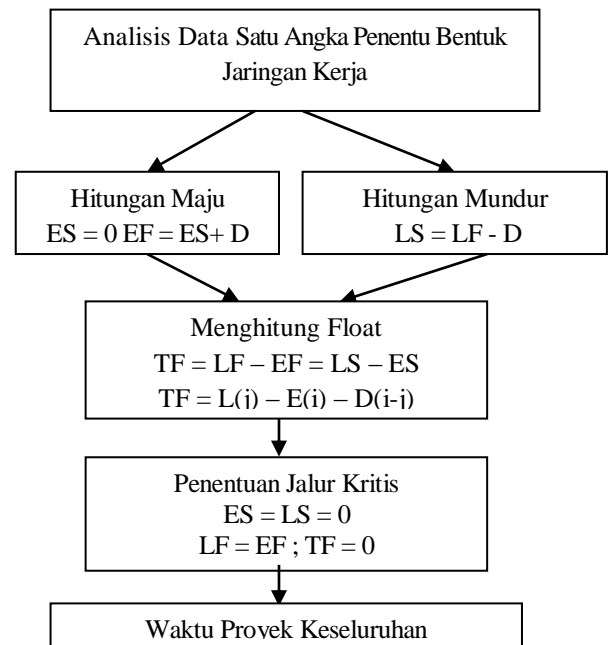 Analisis Data Satu Angka Penentu Bentuk
Jaringan Kerja
Hitungan Maju
ES = 0 EF = ES+ D
Hitungan Mundur
LS = LF - D
Menghitung Float
TF = LF – EF = LS – ES
TF = L(j) – E(i) – D(i-j)
Penentuan Jalur Kritis
ES = LS = 0
LF = EF ; TF = 0
Waktu Proyek Keseluruhan